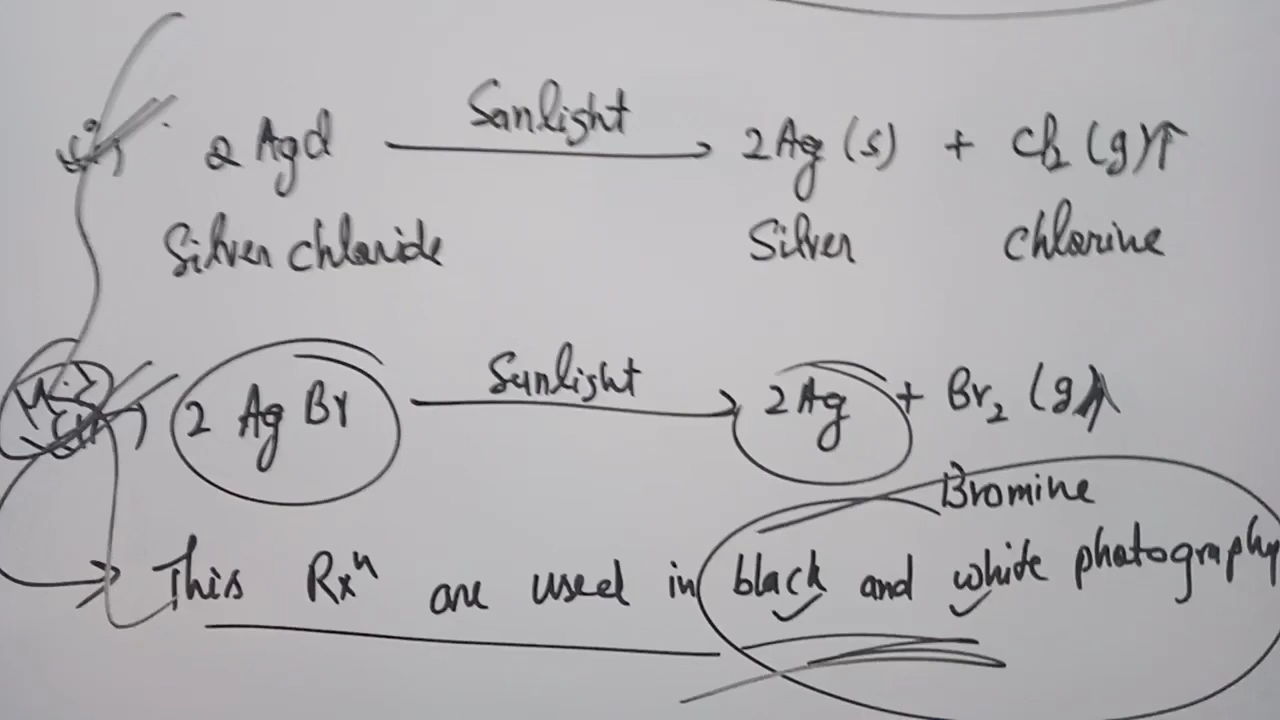 2 AgCl Sunlight 2Ag (s) + Cl2 (g)↑
Silver chloride Silver Chlorine
2 AgBr Sunlight 2Ag + Br₂ (g)↑
Bromine
This Rxⁿ are used in black and white photography